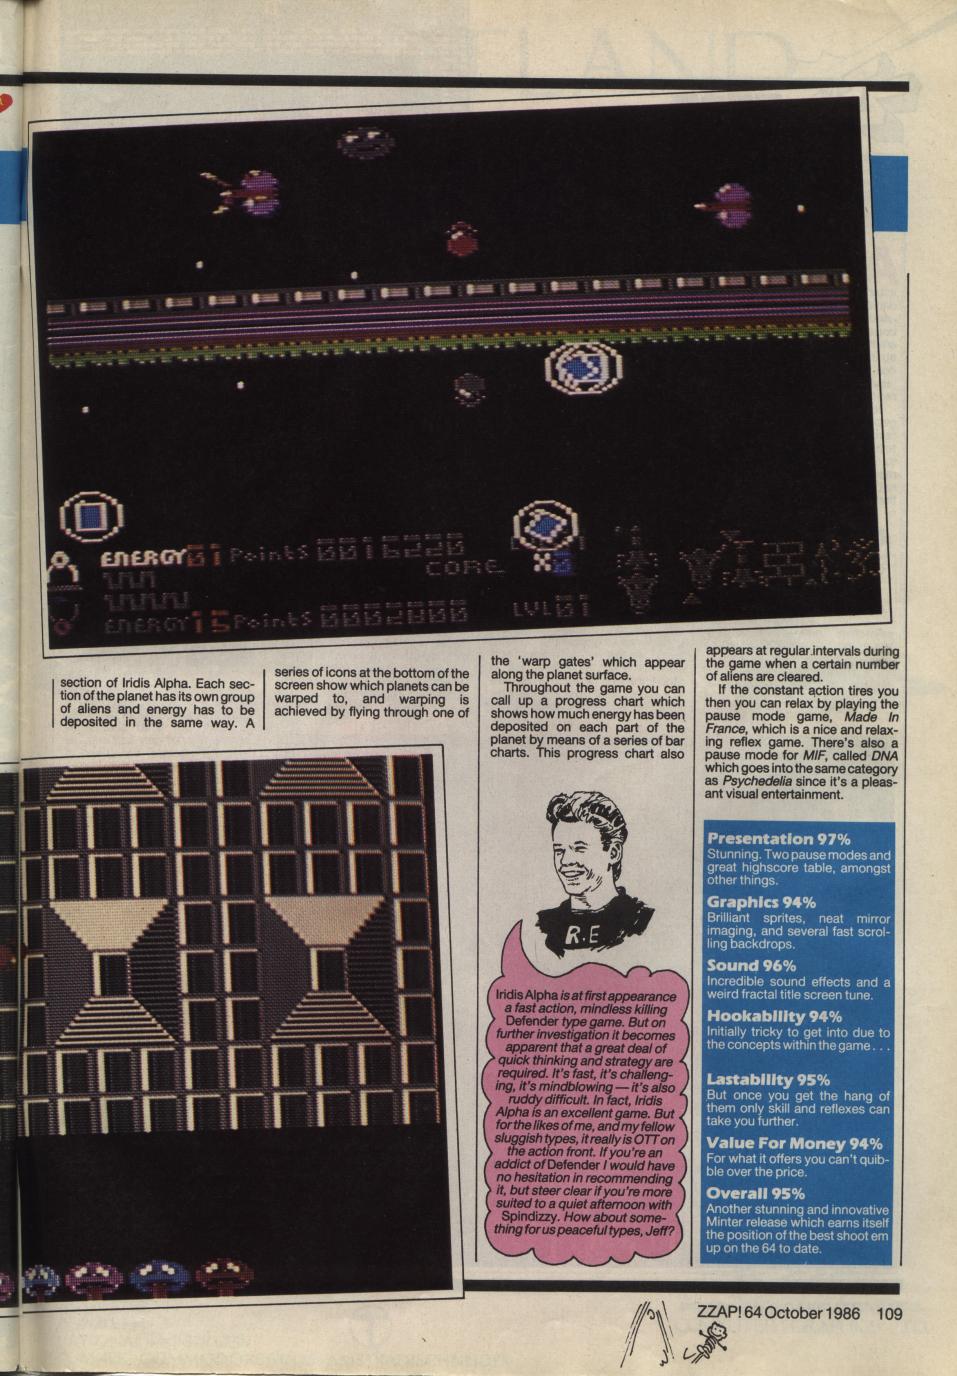 ENERGY 01 Points 0016220
CORE
X0
ENERGY 15 Points 0002800
LVL 01
section of Iridis Alpha. Each sec-
tion of the planet has its own group
of aliens and energy has to be
deposited in the same way. A
series of icons at the bottom of the
screen show which planets can be
warped to, and warping is
achieved by flying through one of
the 'warp gates' which appear
along the planet surface.
Throughout the game you can
call up a progress chart which
shows how much energy has been
deposited on each part of the
planet by means of a series of bar
charts. This progress chart also
appears at regular intervals during
the game when a certain number
of aliens are cleared.
If the constant action tires you
then you can relax by playing the
pause mode game, Made In
France, which is a nice and relax-
ing reflex game. There's also a
pause mode for MIF, called DNA
which goes into the same category
as Psychedelia since it's a pleas-
ant visual entertainment.
R.E
Iridis Alpha is at first appearance
a fast action, mindless killing
Defender type game. But on
further investigation it becomes
apparent that a great deal of
quick thinking and strategy are
required. It's fast, it's challeng-
ing, it's mindblowing — it's also
ruddy difficult. In fact, Iridis
Alpha is an excellent game. But
for the likes of me, and my fellow
sluggish types, it really is OTT on
the action front. If you're an
addict of Defender I would have
no hesitation in recommending
it, but steer clear if you're more
suited to a quiet afternoon with
Spindizzy. How about some-
thing for us peaceful types, Jeff?
Presentation 97%
Stunning. Two pause modes and
great highscore table, amongst
other things.
Graphics 94%
Brilliant sprites, neat mirror
imaging, and several fast scrol-
ling backdrops.
Sound 96%
Incredible sound effects and a
weird fractal title screen tune.
Hookability 94%
Initially tricky to get into due to
the concepts within the game . . .
Lastability 95%
But once you get the hang of
them only skill and reflexes can
take you further.
Value For Money 94%
For what it offers you can't quib-
ble over the price.
Overall 95%
Another stunning and innovative
Minter release which earns itself
the position of the best shoot em
up on the 64 to date.
ZZAP! 64 October 1986 109